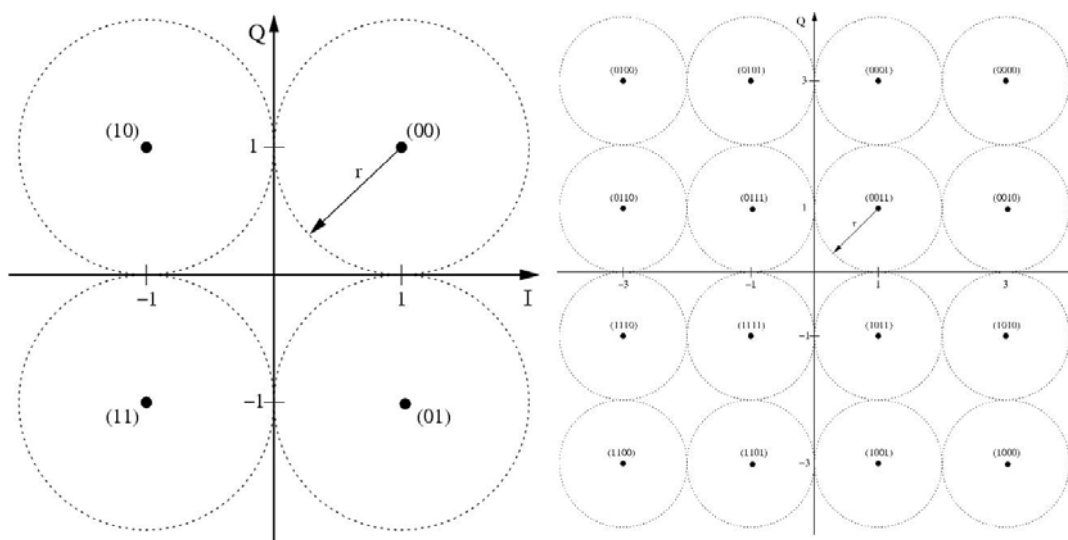 Q
(10) (00)
1
r
−1 1 I
−1
(11) (01)
Q
(0100) (0101) 3 (0001) (0000)
(0110) (0111) 1 (0011) (0010)
r
−3 −1 1 3
(1110) (1111) −1 (1011) (1010)
(1100) (1101) −3 (1001) (1000)